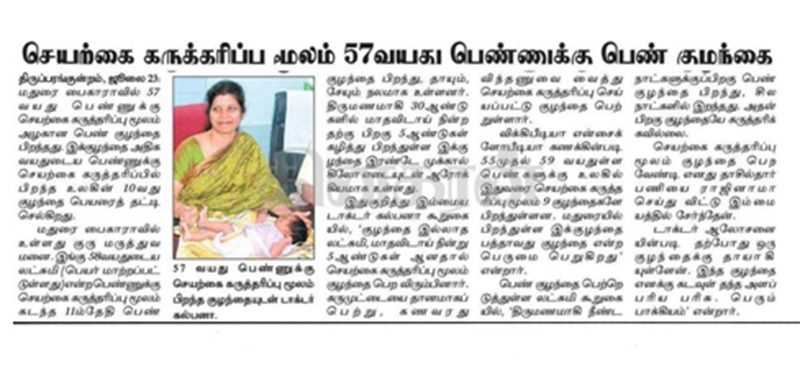 செயற்கை கருத்தரிப்பு மூலம் 57வயது பெண்ணுக்கு பெண் குழந்தை
திருப்பரங்குன்றம், ஜூலை 23:
மதுரை பைகாராவில் 57
வயது பெண்ணுக்கு
செயற்கை கருத்தரிப்பு மூலம்
அழகான பெண் குழந்தை
பிறந்தது. இக்குழந்தை அதிக
வயதுடைய பெண்ணுக்கு
செயற்கை கருத்தரிப்பில்
பிறந்த உலகின் 10வது
குழந்தை பெயரைத் தட்டி
செல்கிறது.
மதுரை பைகாராவில்
உள்ளது குரு மருத்துவ
மனை. இங்கு 58வயதுடைய
லட்சுமி (பெயர் மாற்றப்பட்
டுள்ளது) என்ற பெண்ணுக்கு
செயற்கை கருத்தரிப்பு மூலம்
கடந்த 11ம்தேதி பெண்
57 வயது பெண்ணுக்கு
செயற்கை கருத்தரிப்பு மூலம்
பிறந்த குழந்தையுடன் டாக்டர்
கல்பனா.
குழந்தை பிறந்து, தாயும்,
சேயும் நலமாக உள்ளனர்.
திருமணமாகி 30ஆண்டு
களில் மாதவிடாய் நின்ற
தற்கு பிறகு 5ஆண்டுகள்
கழித்து பிறந்துள்ள இக்கு
ழந்தை இரண்டே முக்கால்
கிலோ எடையுடன் ஆரோக்
கியமாக உள்ளது.
இதுகுறித்து இம்மைய
டாக்டர் கல்பனா கூறுகை
யில், 'குழந்தை இல்லாத
லட்சுமி, மாதவிடாய் நின்று
5ஆண்டுகள் ஆனதால்
செயற்கை கருத்தரிப்பு மூலம்
குழந்தை பெற விரும்பினார்.
கருமுட்டையை தானமாகப்
பெற்று, கணவரது
விந்தணுவை வைத்து
செயற்கை கருத்தரிப்பு செய்
யப்பட்டு குழந்தை பெற்
றுள்ளார்.
விக்கிபீடியா என்சைக்
ளோபீடியா கணக்கின்படி
55முதல் 59 வயதுள்ள
பெண்களுக்கு உலகில்
இதுவரை செயற்கை கருத்த
ரிப்பு மூலம் 9 குழந்தைகளே
பிறந்துள்ளன. மதுரையில்
பிறந்துள்ள இக்குழந்தை
பத்தாவது குழந்தை என்ற
பெருமை பெறுகிறது'
என்றார்.
பெண் குழந்தை பெற்றெ
டுத்துள்ள லட்சுமி கூறுகை
யில், 'திருமணமாகி நீண்ட
நாட்களுக்குப்பிறகு பெண்
குழந்தை பிறந்து, சில
நாட்களில் இறந்தது. அதன்
பிறகு குழந்தையே கருத்தரிக்
கவில்லை.
செயற்கை கருத்தரிப்பு
மூலம் குழந்தை பெற
வேண்டி எனது தாசில்தார்
பணியை ராஜினாமா
செய்து விட்டு இம்மை
யத்தில் சேர்ந்தேன்.
டாக்டர் ஆலோசனை
யின்படி தற்போது ஒரு
குழந்தைக்கு தாயாகி
யுள்ளேன். இந்த குழந்தை
எனக்கு கடவுள் தந்த அளப்
பரிய பரிசு. பெரும்
பாக்கியம்' என்றார்.